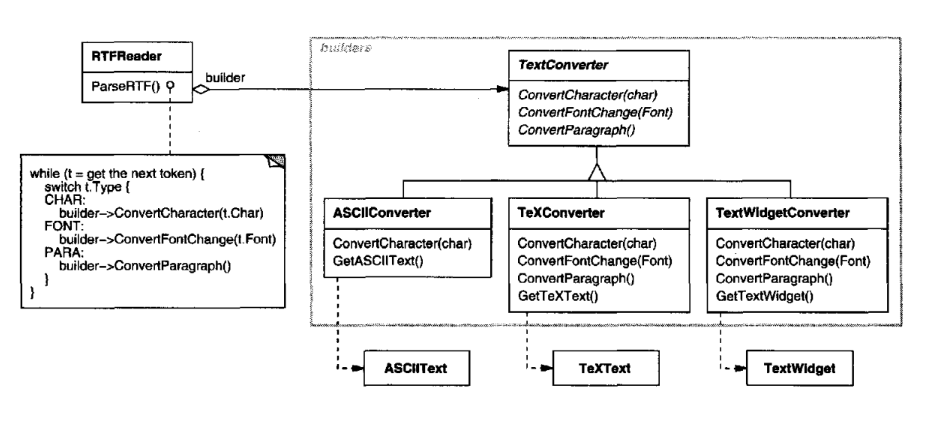 builders
RTFReader
ParseRTF()
builder
TextConverter
ConvertCharacter(char)
ConvertFontChange(Font)
ConvertParagraph()
while (t = get the next token) {
switch t.Type {
CHAR:
builder->ConvertCharacter(t.Char)
FONT:
builder->ConvertFontChange(t.Font)
PARA:
builder->ConvertParagraph()
}
}
ASCIIConverter
ConvertCharacter(char)
GetASCIIText()
TeXConverter
ConvertCharacter(char)
ConvertFontChange(Font)
ConvertParagraph()
GetTeXText()
TextWidgetConverter
ConvertCharacter(char)
ConvertFontChange(Font)
ConvertParagraph()
GetTextWidget()
ASCIIText
TeXText
TextWidget